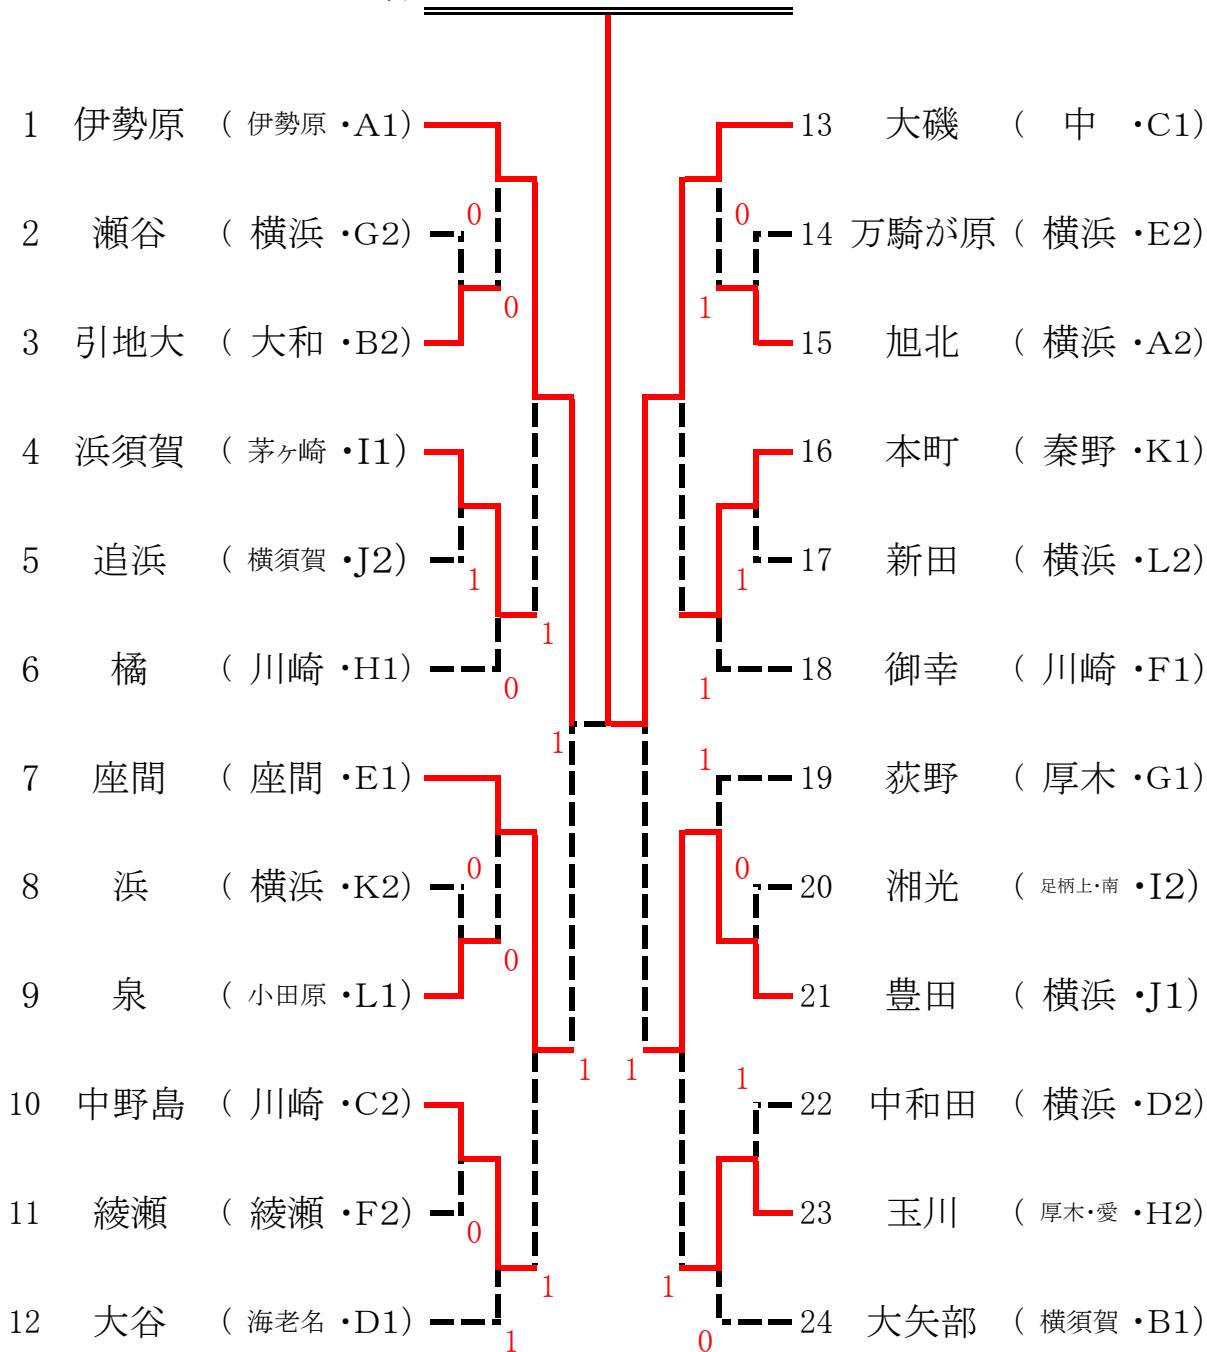 1 伊勢原 ( 伊勢原 ・A1)
0
2 瀬谷 ( 横浜 ・G2)
0
3 引地大 ( 大和 ・B2)
4 浜須賀 ( 茅ヶ崎 ・I1)
5 追浜 ( 横須賀 ・J2)
1
1
6 橘 ( 川崎 ・H1)
0
1
7 座間 ( 座間 ・E1)
0
8 浜 ( 横浜 ・K2)
0
9 泉 ( 小田原 ・L1)
1
10 中野島 ( 川崎 ・C2)
11 綾瀬 ( 綾瀬 ・F2)
0
1
12 大谷 ( 海老名 ・D1)
1
13 大磯 ( 中 ・C1)
0
14 万騎が原 ( 横浜 ・E2)
1
15 旭北 ( 横浜 ・A2)
16 本町 ( 秦野 ・K1)
17 新田 ( 横浜 ・L2)
1
18 御幸 ( 川崎 ・F1)
1
1
19 荻野 ( 厚木 ・G1)
0
20 湘光 ( 足柄上・南 ・I2)
21 豊田 ( 横浜 ・J1)
1
1
22 中和田 ( 横浜 ・D2)
23 玉川 ( 厚木・愛 ・H2)
1
24 大矢部 ( 横須賀 ・B1)
0